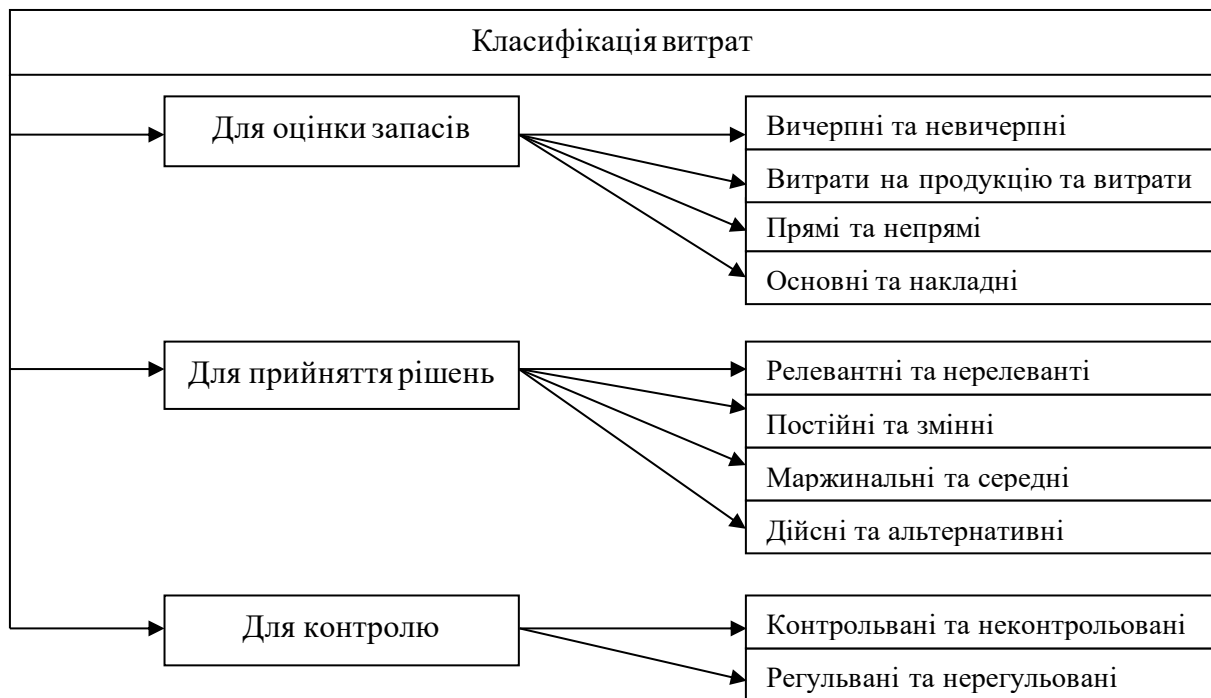 Класифікація витрат
Для оцінки запасів
Вичерпні та невичерпні
Витрати на продукцію та витрати
Прямі та непрямі
Основні та накладні
Для прийняття рішень
Релевантні та нерелеванті
Постійні та змінні
Маржинальні та середні
Дійсні та альтернативні
Для контролю
Контрольвані та неконтрольовані
Регульвані та нерегульовані